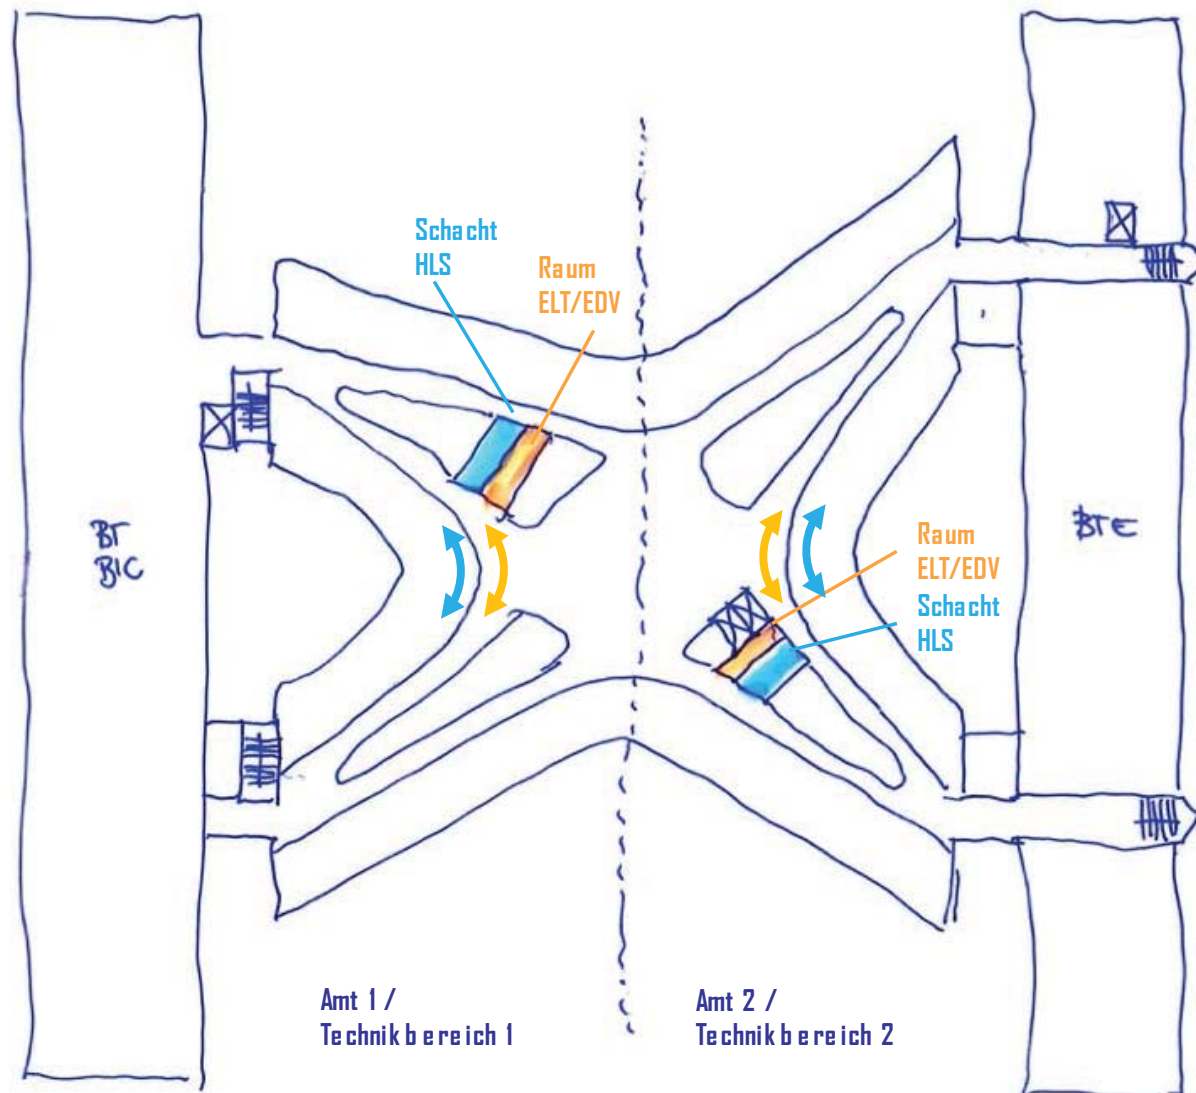 Schacht
HLS
Raum
ELT/EDV
BT
B1C
BTE
Raum
ELT/EDV
Schacht
HLS
Amt 1 /
Technikbereich 1
Amt 2 /
Technikbereich 2